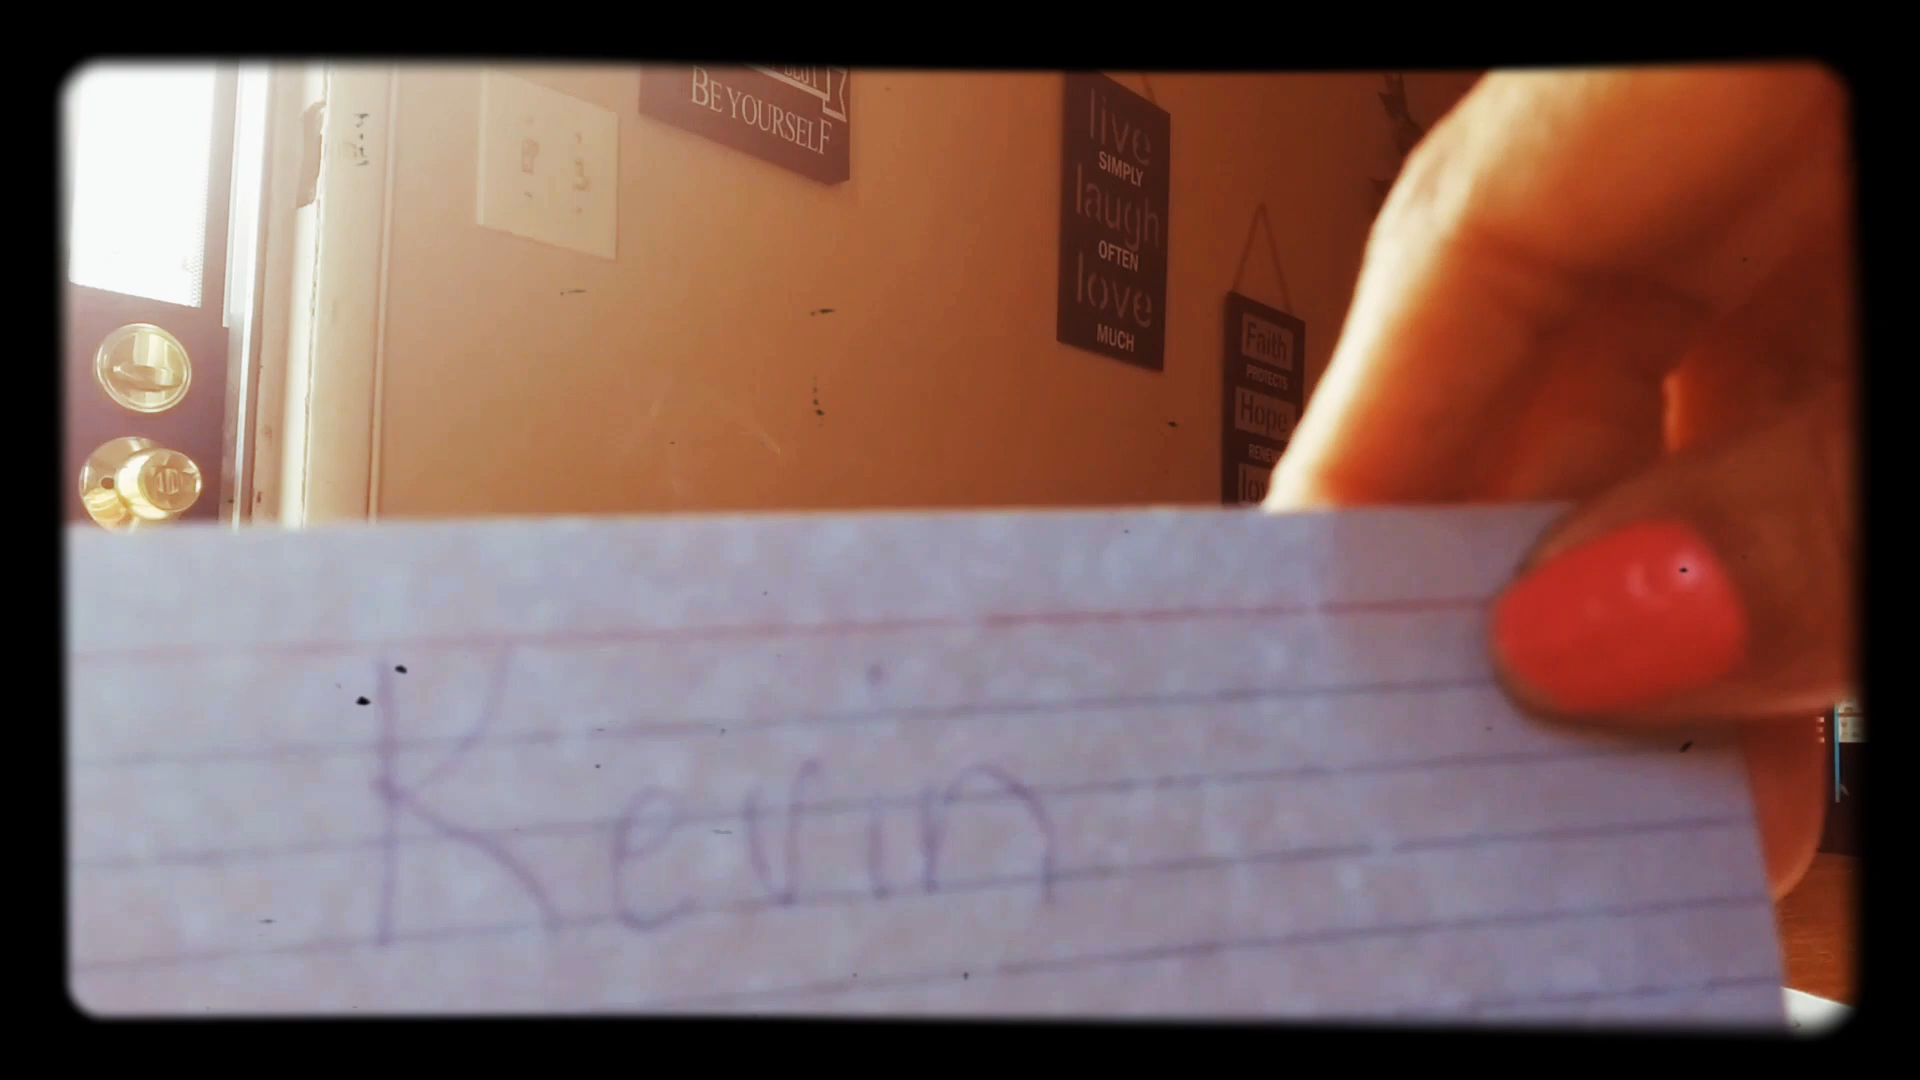 BE YOURSELF
live
SIMPLY
laugh
OFTEN
love
MUCH
Faith
PROTECTS
Hope
Kevin